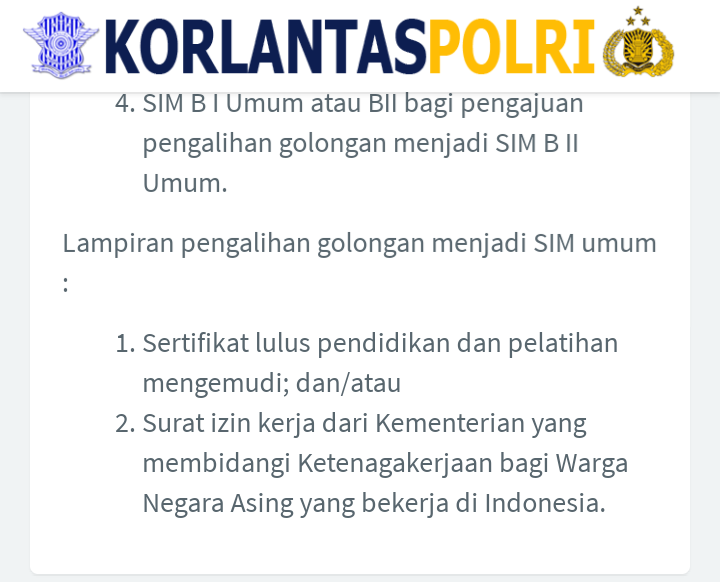 KORLANTASPOLRI
4. SIM B I Umum atau BII bagi pengajuan
pengalihan golongan menjadi SIM B II
Umum.
Lampiran pengalihan golongan menjadi SIM umum
:
1. Sertifikat lulus pendidikan dan pelatihan
mengemudi; dan/atau
2. Surat izin kerja dari Kementerian yang
membidangi Ketenagakerjaan bagi Warga
Negara Asing yang bekerja di Indonesia.